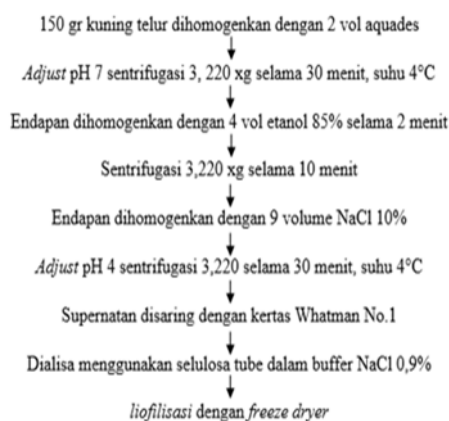 150 gr kuning telur dihomogenkan dengan 2 vol aquades
Adjust pH 7 sentrifugasi 3, 220 xg selama 30 menit, suhu 4°C
Endapan dihomogenkan dengan 4 vol etanol 85% selama 2 menit
Sentrifugasi 3,220 xg selama 10 menit
Endapan dihomogenkan dengan 9 volume NaCl 10%
Adjust pH 4 sentrifugasi 3,220 selama 30 menit, suhu 4°C
Supernatan disaring dengan kertas Whatman No.1
Dialisa menggunakan selulosa tube dalam buffer NaCl 0,9%
liofilisasi dengan freeze dryer